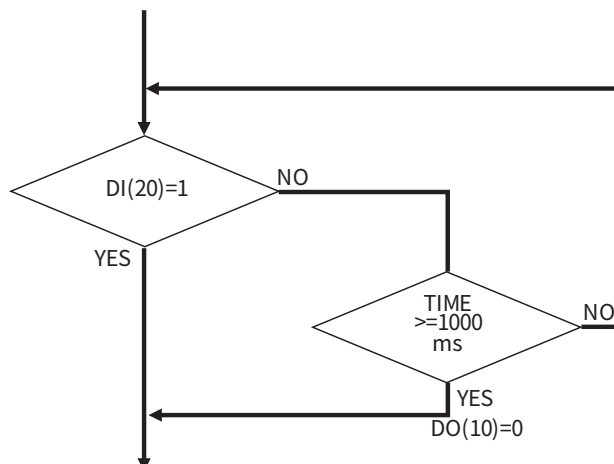 DI(20)=1
NO
YES
TIME
>=1000
ms
NO
YES
DO(10)=0